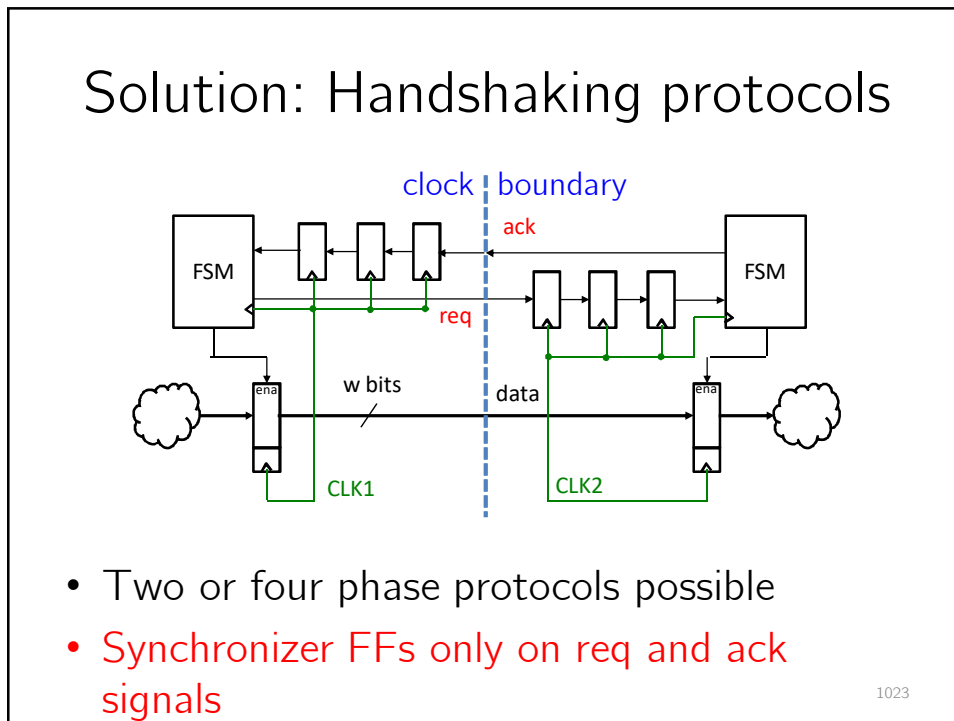 Solution: Handshaking protocols
clock boundary
ack
FSM
FSM
req
ena
w bits
data
ena
CLK1
CLK2
• Two or four phase protocols possible
• Synchronizer FFs only on req and ack
signals
1023